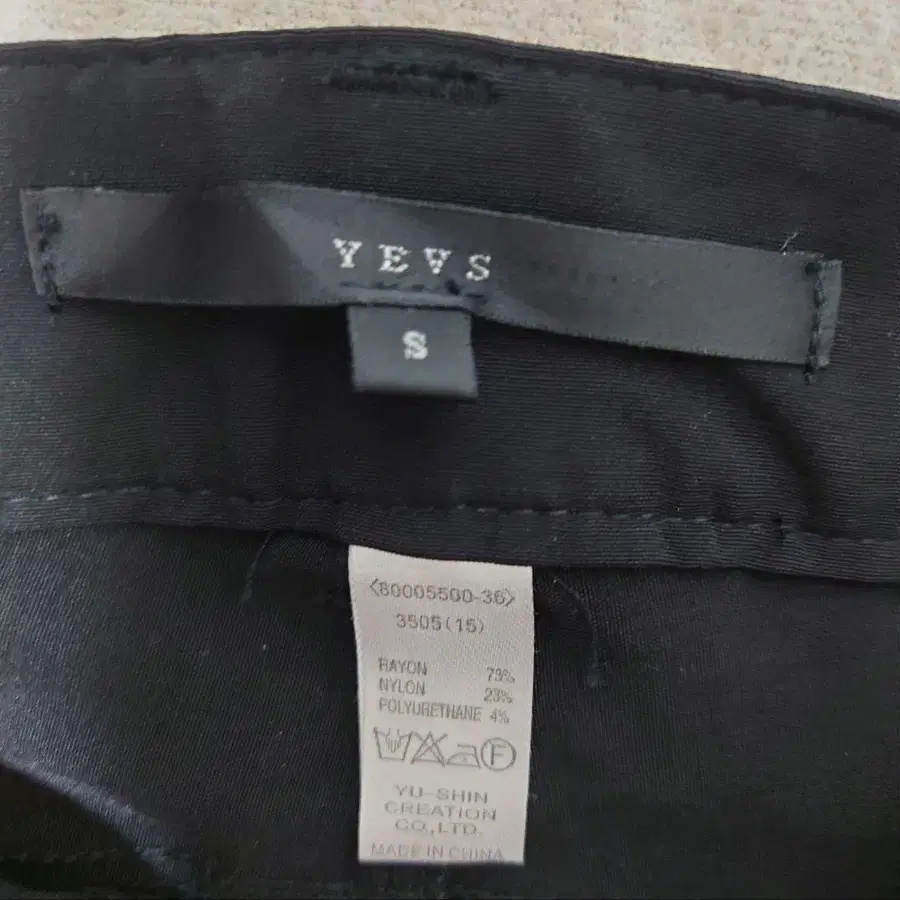 YEVS
S
<80005500-36>
3505(15)
RAYON 73%
NYLON 23%
POLYURETHANE 4%
F
YU-SHIN
CREATION
CO.,LTD.
MADE IN CHINA